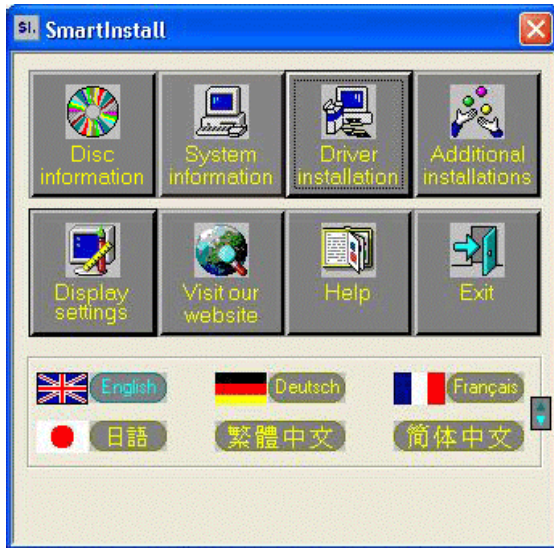 SI. SmartInstall
Disc
information
System
information
Driver
installation
Additional
installations
Display
settings
Visit our
website
Help
Exit
English
Deutsch
Français
日語
繁體中文
简体中文